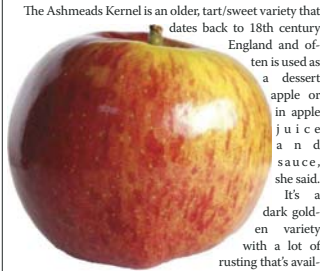 The Ashmeads Kernel is an older, tart/sweet variety that
dates back to 18th century
England and of-
ten is used as
a dessert
apple or
in apple
juice
and
sauce,
she said.
It's a
dark gold-
en variety
with a lot of
rusting that's avail-